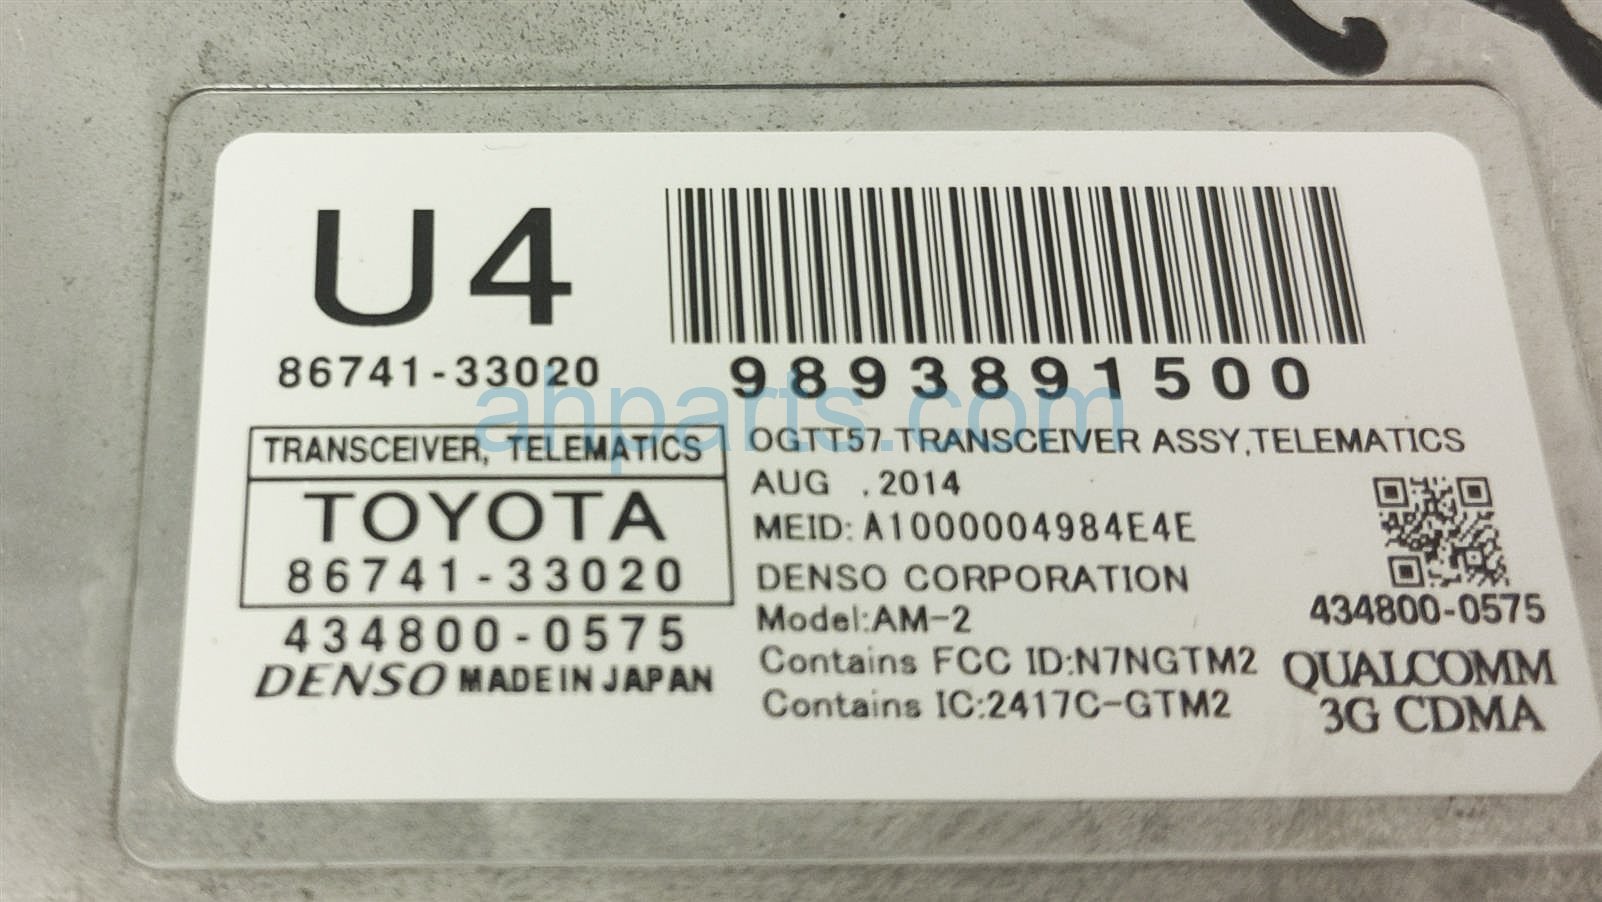 U4
86741-33020
9893891500
TRANSCEIVER, TELEMATICS
TOYOTA
86741-33020
434800-0575
DENSO MADE IN JAPAN
OGTT57 TRANSCEIVER ASSY,TELEMATICS
AUG .2014
MEID: A1000004984E4E
DENSO CORPORATION
Model:AM-2
Contains FCC ID:N7NGTM2
Contains IC:2417C-GTM2
434800-0575
QUALCOMM
3G CDMA
ahparts.com